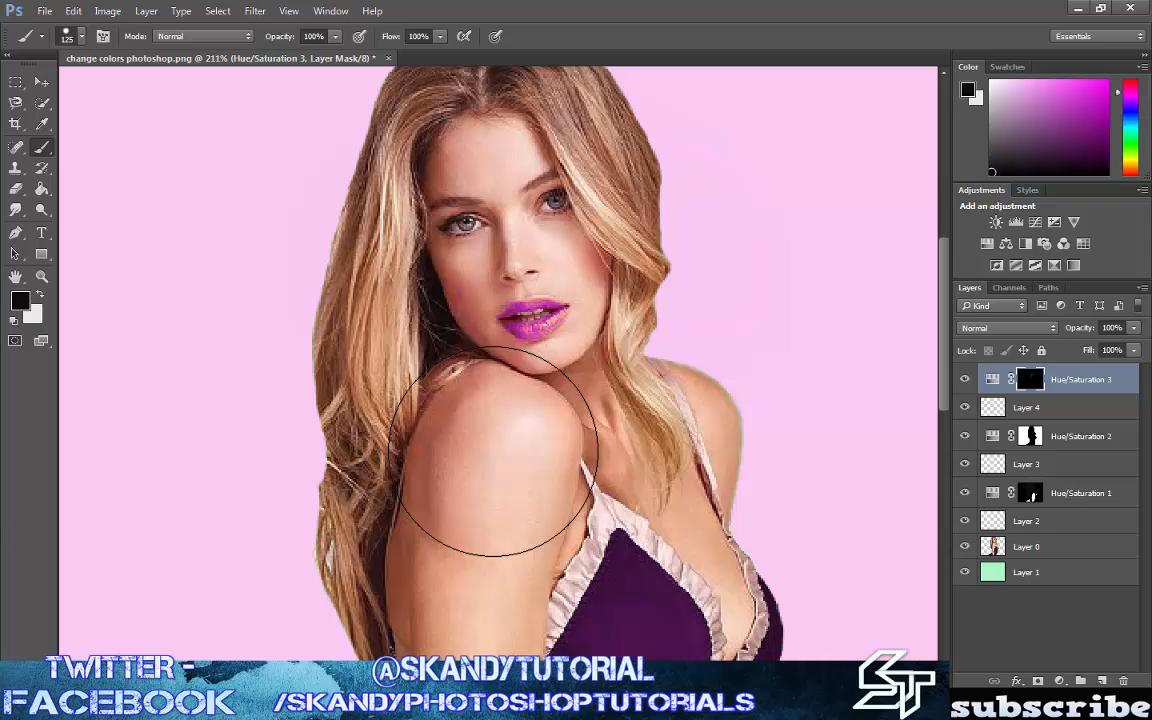 Ps File Edit Image Layer Type Select Filter View Window Help
125 Mode: Normal Opacity: 100% Flow: 100% Essentials
change colors photoshop.png @ 211% (Hue/Saturation 3, Layer Mask/8) * ×
Color Swatches
Adjustments Styles
Add an adjustment
Layers Channels Paths
Kind
Normal Opacity: 100%
Lock: Fill: 100%
Hue/Saturation 3
Layer 4
Hue/Saturation 2
Layer 3
Hue/Saturation 1
Layer 2
Layer 0
Layer 1
TWITTER - @SKANDYTUTORIAL
FACEBOOK /SKANDYPHOTOSHOPTUTORIALS
ST
subscribe